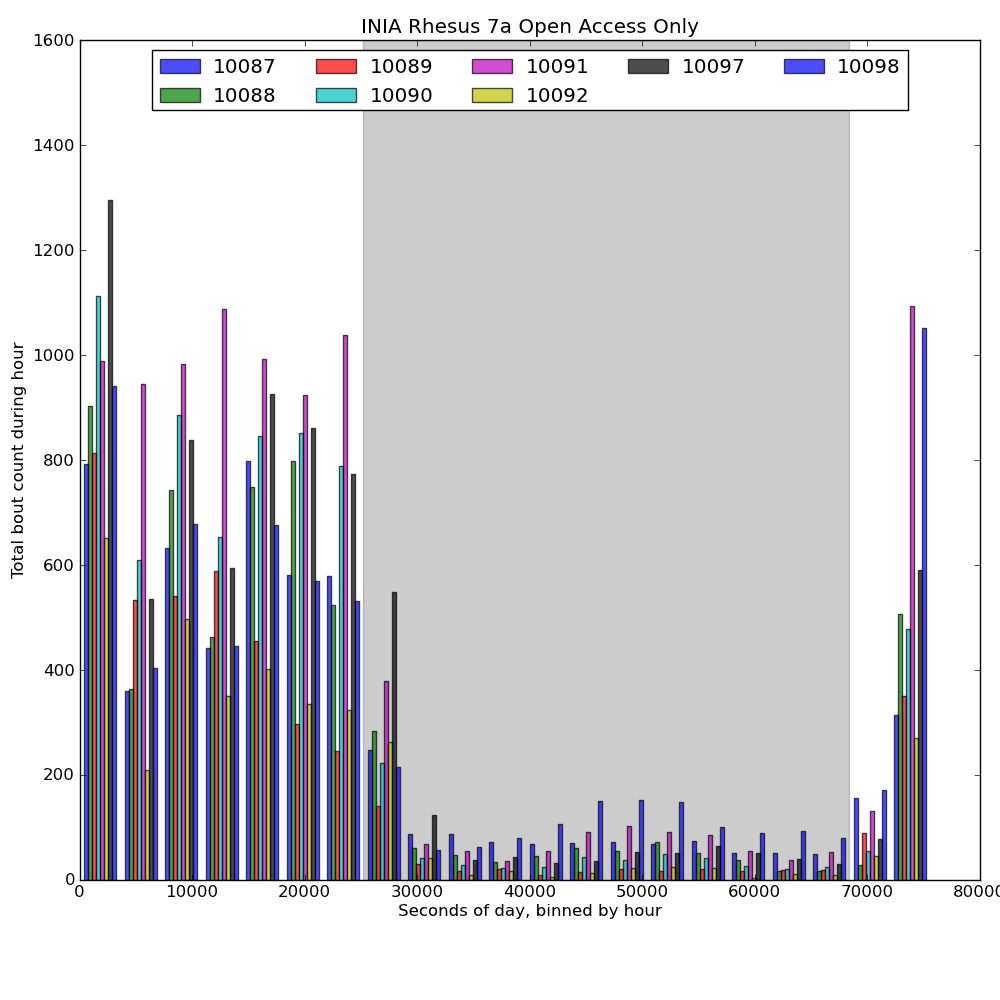 INIA Rhesus 7a Open Access Only
10087 10089 10091 10097 10098
10088 10090 10092
1600
1400
1200
1000
800
600
400
200
0
Total bout count during hour
0 10000 20000 30000 40000 50000 60000 70000 80000
Seconds of day, binned by hour